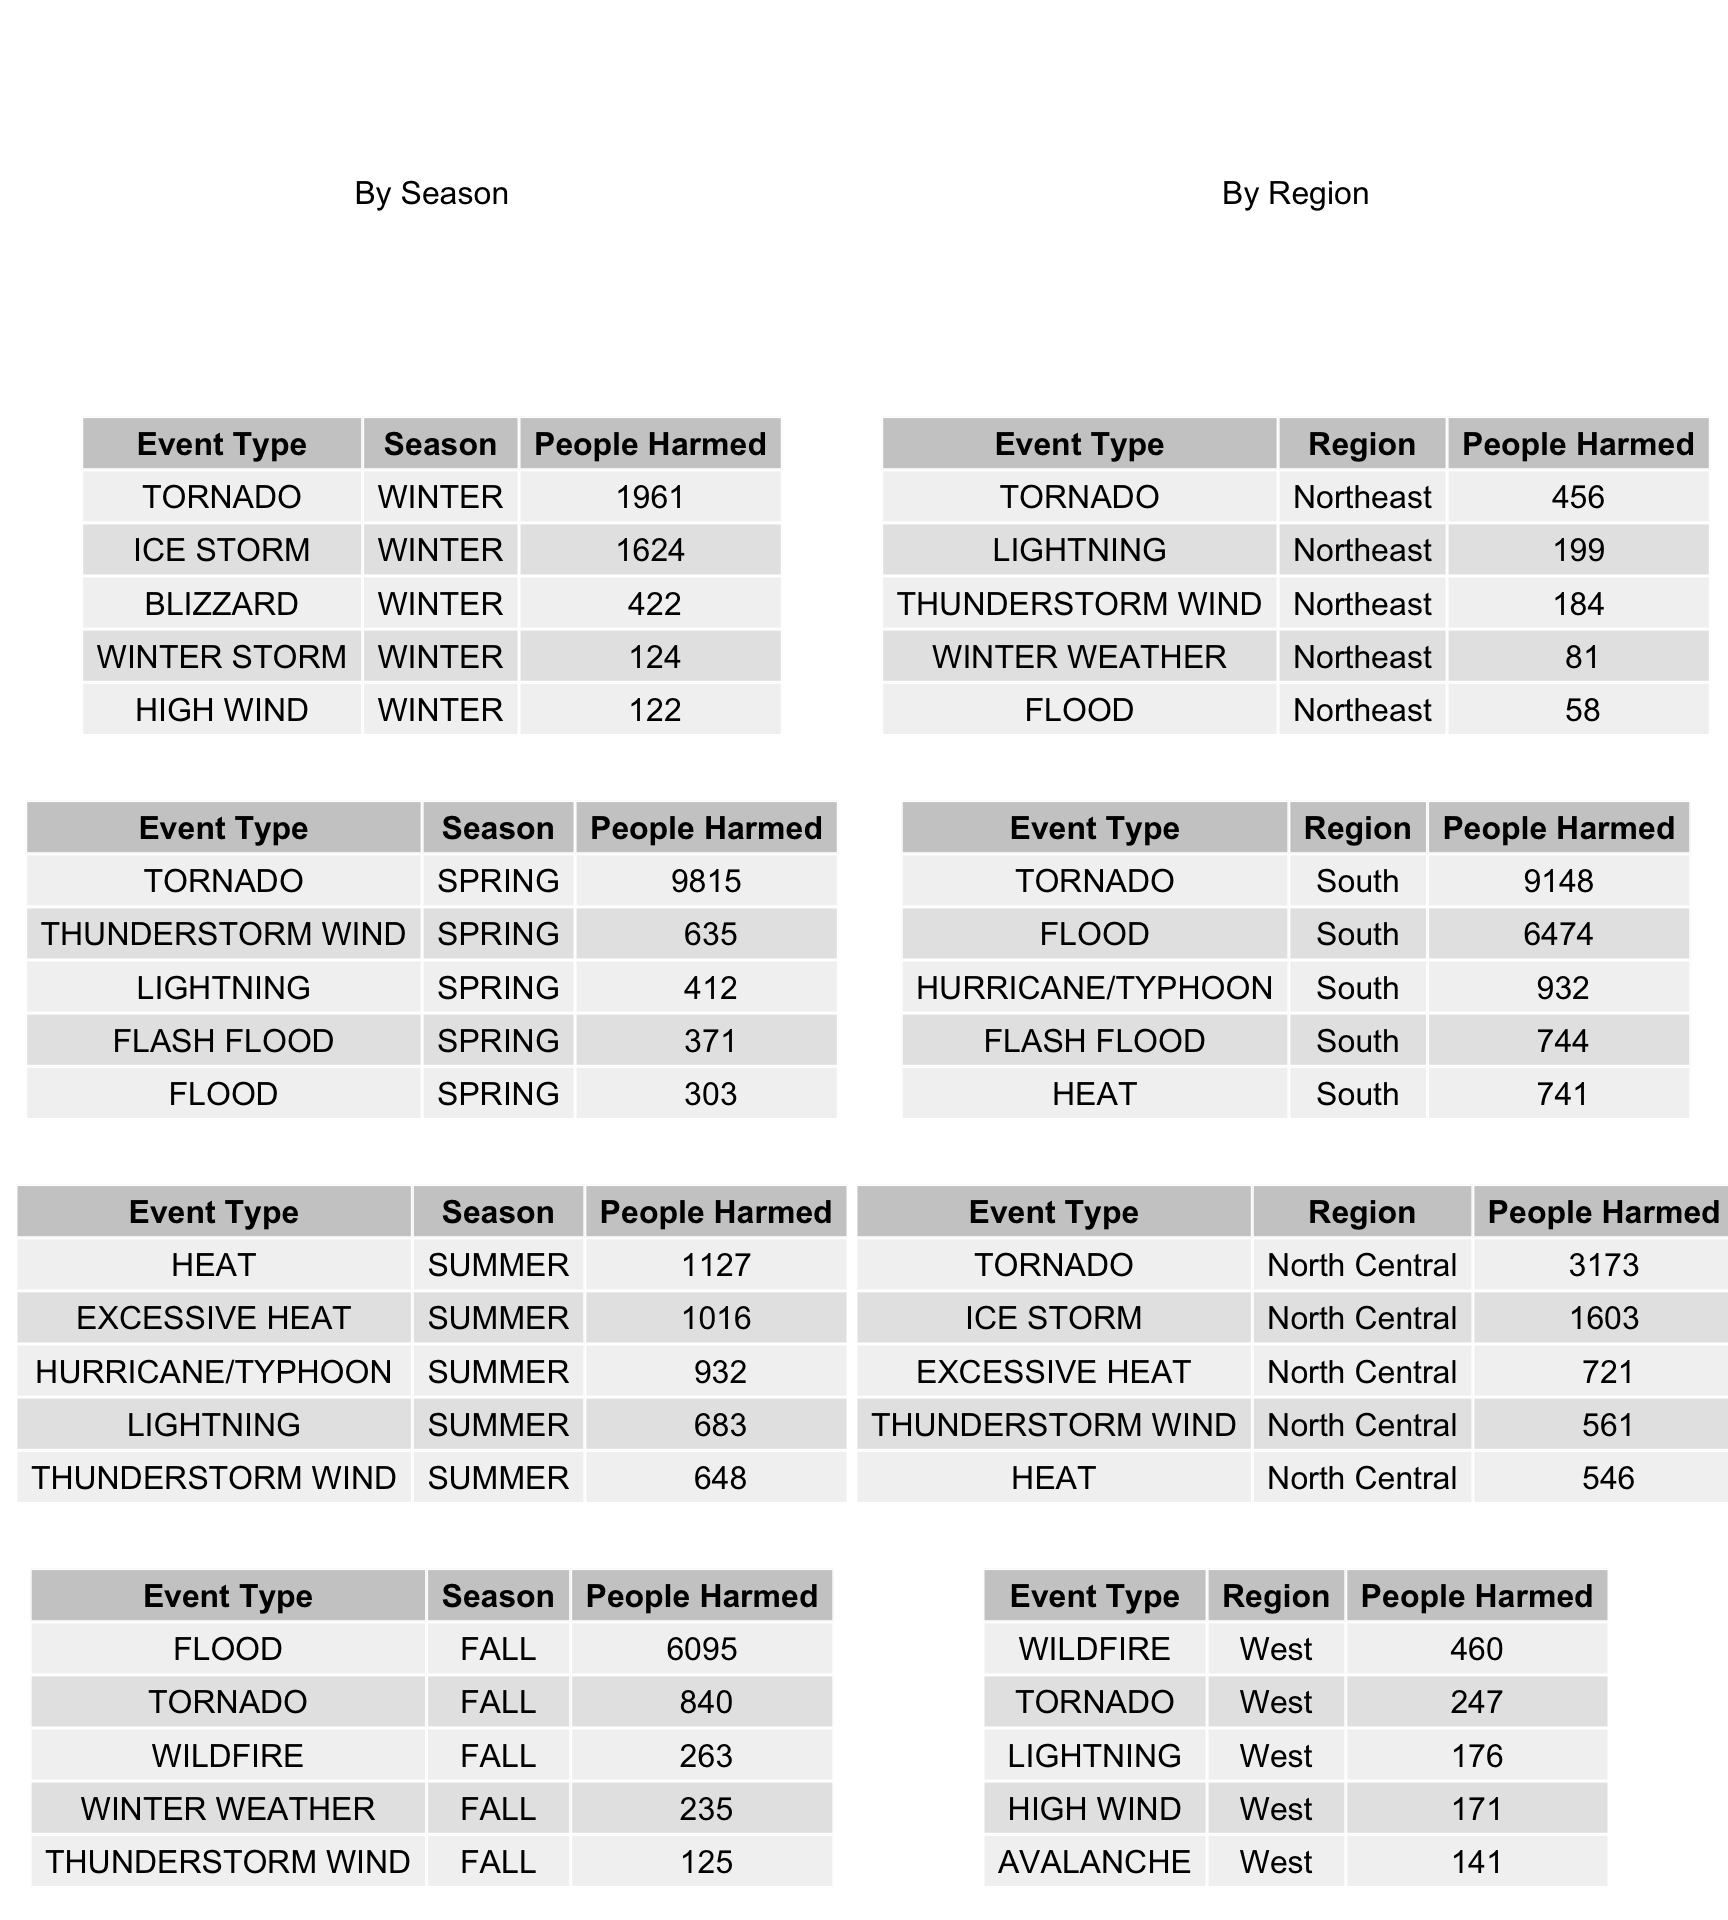 By Season
By Region
Event Type Season People Harmed
TORNADO WINTER 1961
ICE STORM WINTER 1624
BLIZZARD WINTER 422
WINTER STORM WINTER 124
HIGH WIND WINTER 122
Event Type Region People Harmed
TORNADO Northeast 456
LIGHTNING Northeast 199
THUNDERSTORM WIND Northeast 184
WINTER WEATHER Northeast 81
FLOOD Northeast 58
Event Type Season People Harmed
TORNADO SPRING 9815
THUNDERSTORM WIND SPRING 635
LIGHTNING SPRING 412
FLASH FLOOD SPRING 371
FLOOD SPRING 303
Event Type Region People Harmed
TORNADO South 9148
FLOOD South 6474
HURRICANE/TYPHOON South 932
FLASH FLOOD South 744
HEAT South 741
Event Type Season People Harmed
HEAT SUMMER 1127
EXCESSIVE HEAT SUMMER 1016
HURRICANE/TYPHOON SUMMER 932
LIGHTNING SUMMER 683
THUNDERSTORM WIND SUMMER 648
Event Type Region People Harmed
TORNADO North Central 3173
ICE STORM North Central 1603
EXCESSIVE HEAT North Central 721
THUNDERSTORM WIND North Central 561
HEAT North Central 546
Event Type Season People Harmed
FLOOD FALL 6095
TORNADO FALL 840
WILDFIRE FALL 263
WINTER WEATHER FALL 235
THUNDERSTORM WIND FALL 125
Event Type Region People Harmed
WILDFIRE West 460
TORNADO West 247
LIGHTNING West 176
HIGH WIND West 171
AVALANCHE West 141